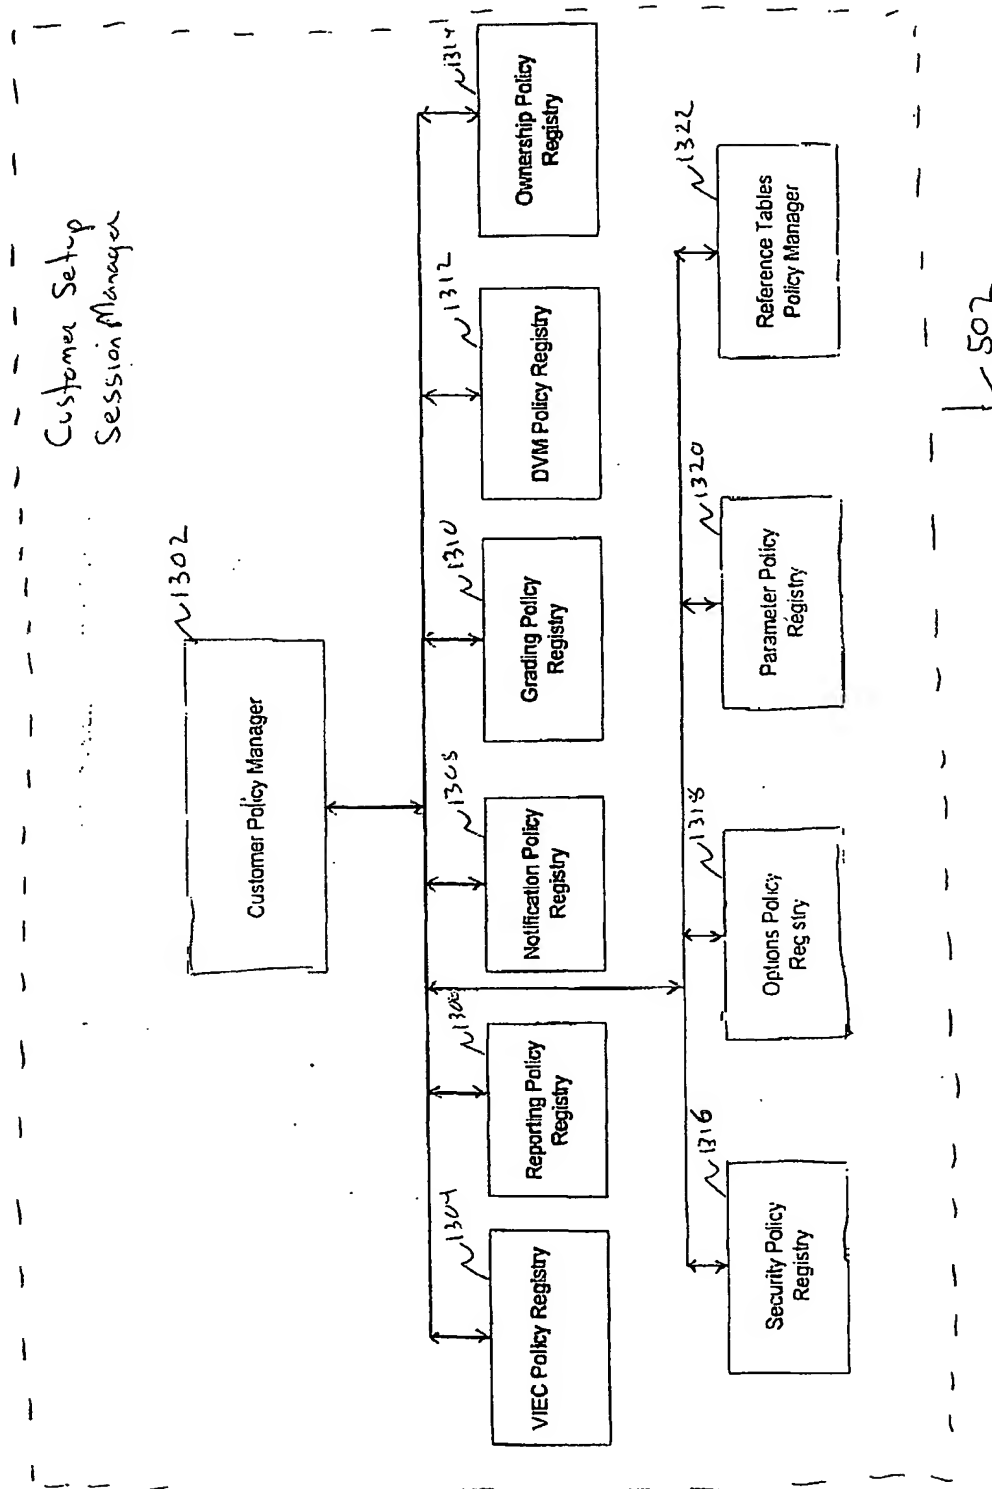 Customer Setup
Session Manager
1302
Customer Policy Manager
1304
VIEC Policy Registry
1306
Reporting Policy
Registry
1308
Notification Policy
Registry
1310
Grading Policy
Registry
1312
DVM Policy Registry
1314
Ownership Policy
Registry
1316
Security Policy
Registry
1318
Options Policy
Registry
1320
Parameter Policy
Registry
1322
Reference Tables
Policy Manager
502